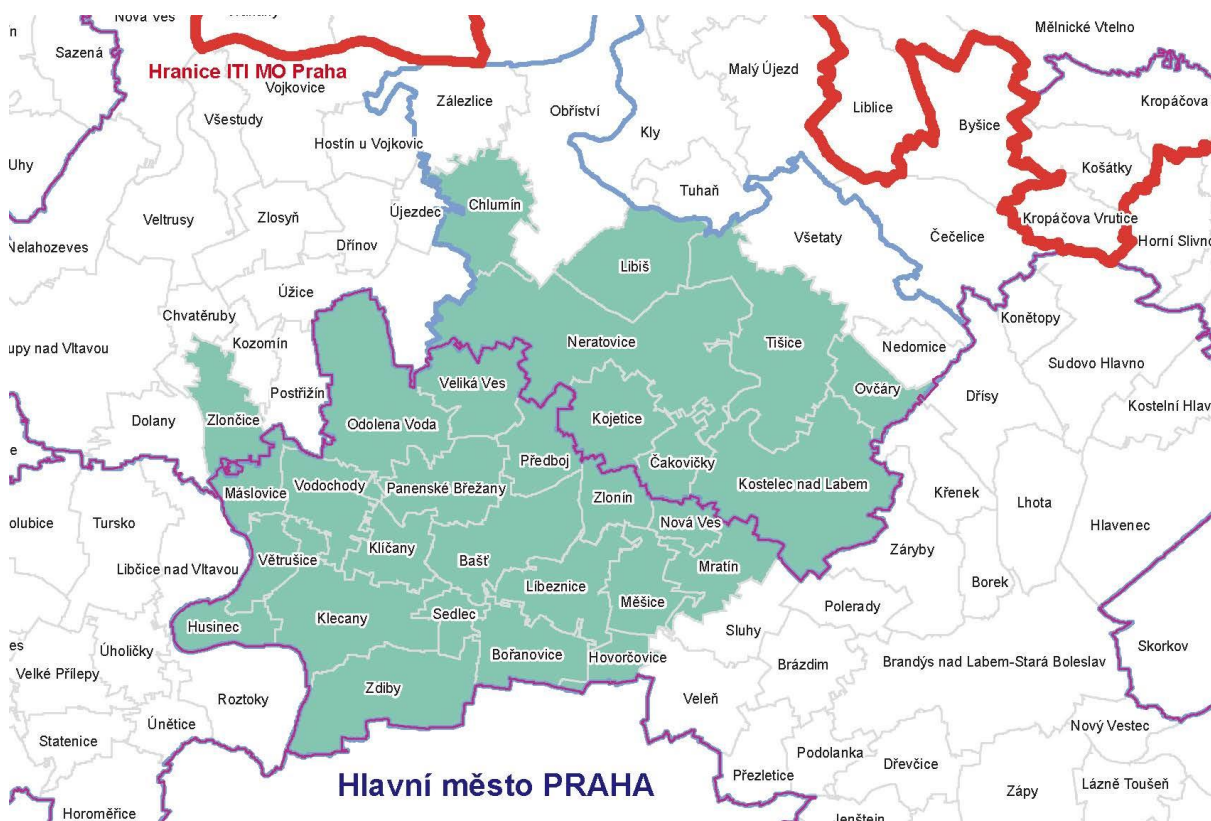 Nová Ves
Mělnické Vtelno
Sazená
Hranice ITI MO Praha
Vojkovice
Zálezlice
Malý Újezd
Liblice
Kropáčova
Všestudy
Obříství
Byšice
Kly
Hostín u Vojkovic
Košátky
Uhy
Tuhaň
Chlumín
Újezdec
Veltrusy
Zlosyň
Kropáčova Vrutice
Dřínov
Všetaty
Čečelice
Horní Slivno
Nelahozeves
Libiš
Úžice
Chvatěruby
Konětopy
Kozomín
Neratovice
Tišice
Nedomice
upy nad Vltavou
Sudovo Hlavno
Veliká Ves
Postřižín
Ovčáry
Dřísy
Kostelní Hlav
Dolany
Zlončice
Odolena Voda
Kojetice
Předboj
Čakovičky
Kostelec nad Labem
Vodochody
Panenské Břežany
Máslovice
Zlonín
Křenek
Lhota
olubice
Tursko
Nová Ves
Hlavenec
Klíčany
Záryby
Větrušice
Bašť
Libčice nad Vltavou
Mratín
Líbeznice
Borek
Měšice
Polerady
Sedlec
Husinec
Klecany
Sluhy
Úholičky
Skorkov
Bořanovice
Hovorčovice
Brázdim
Brandýs nad Labem-Stará Boleslav
Velké Přílepy
Zdiby
Roztoky
Veleň
Únětice
Nový Vestec
Statenice
Podolanka
Dřevčice
Přezletice
Hlavní město PRAHA
Zápy
Lázně Toušeň
Horoměřice
Jenštejn